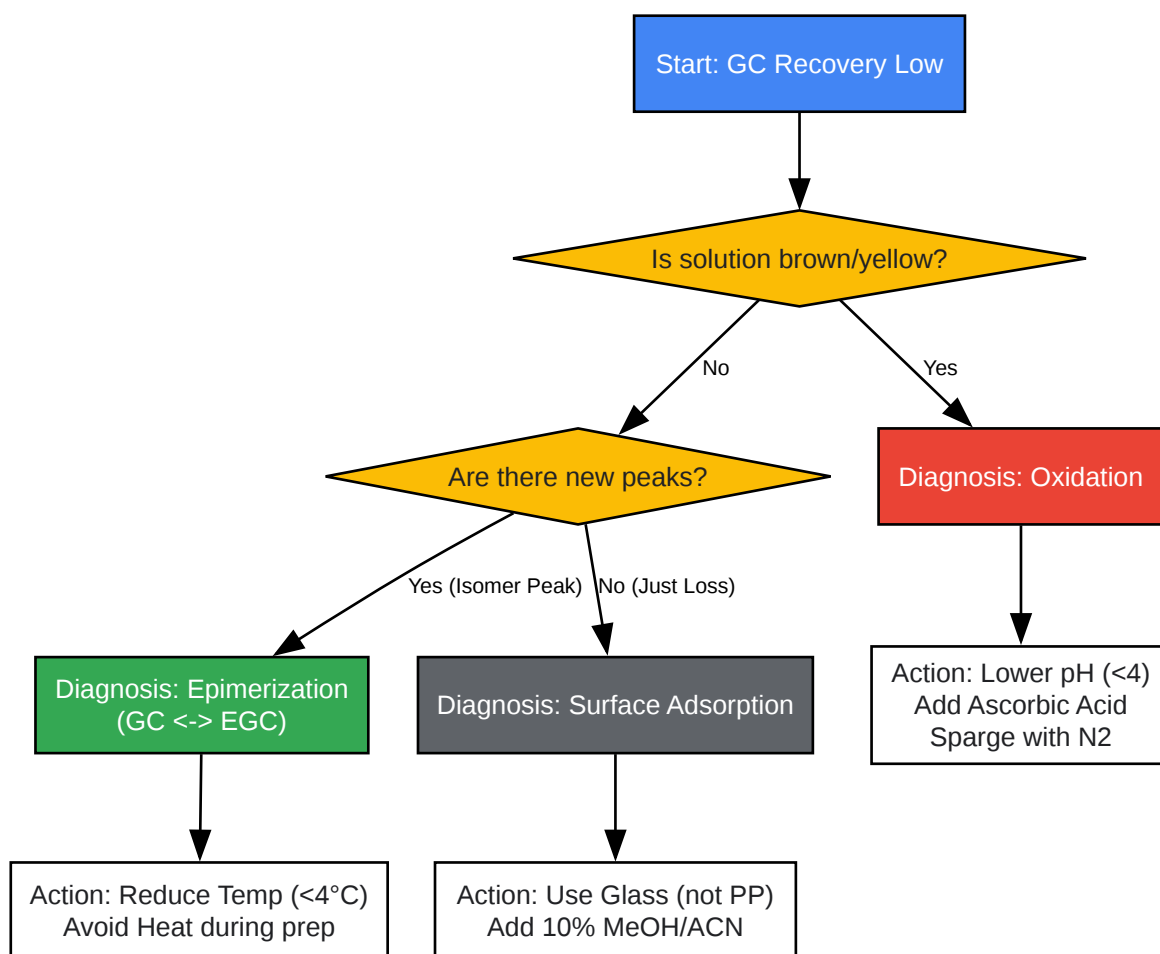 Start: GC Recovery Low
Is solution brown/yellow?
No
Yes
Are there new peaks?
Diagnosis: Oxidation
Yes (Isomer Peak)
No (Just Loss)
Diagnosis: Epimerization
(GC <-> EGC)
Diagnosis: Surface Adsorption
Action: Lower pH (<4)
Add Ascorbic Acid
Sparge with N2
Action: Reduce Temp (<4°C)
Avoid Heat during prep
Action: Use Glass (not PP)
Add 10% MeOH/ACN